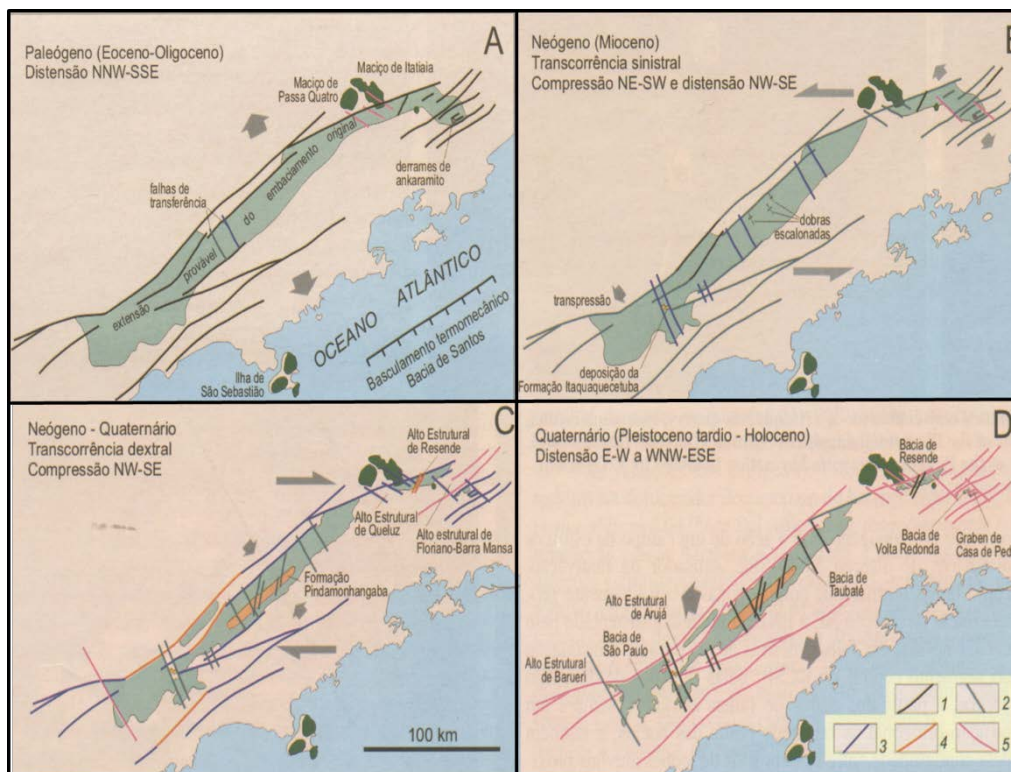 A
Paleógeno (Eoceno-Oligoceno)
Distensão NNW-SSE
Maciço de Itatiaia
Maciço de
Passa Quatro
falhas de
transferência
derrames de
ankaramito
extensão provável do embaciamento original
OCEANO ATLÂNTICO
Basculamento termomecânico
Bacia de Santos
Ilha de
São Sebastião
Neógeno (Mioceno)
Transcorrência sinistral
Compressão NE-SW e distensão NW-SE
dobras
escalonadas
transpressão
deposição da
Formação Itaquaquecetuba
C
Neógeno - Quaternário
Transcorrência dextral
Compressão NW-SE
Alto Estrutural
de Resende
Alto Estrutural
de Queluz
Alto estrutural de
Floriano-Barra Mansa
Formação
Pindamonhangaba
100 km
D
Quaternário (Pleistoceno tardio - Holoceno)
Distensão E-W a WNW-ESE
Bacia de
Resende
Bacia de
Volta Redonda
Graben de
Casa de Ped
Bacia de
Taubaté
Alto Estrutural
de Arujá
Bacia de
São Paulo
Alto Estrutural
de Barueri
1 2
3 4 5